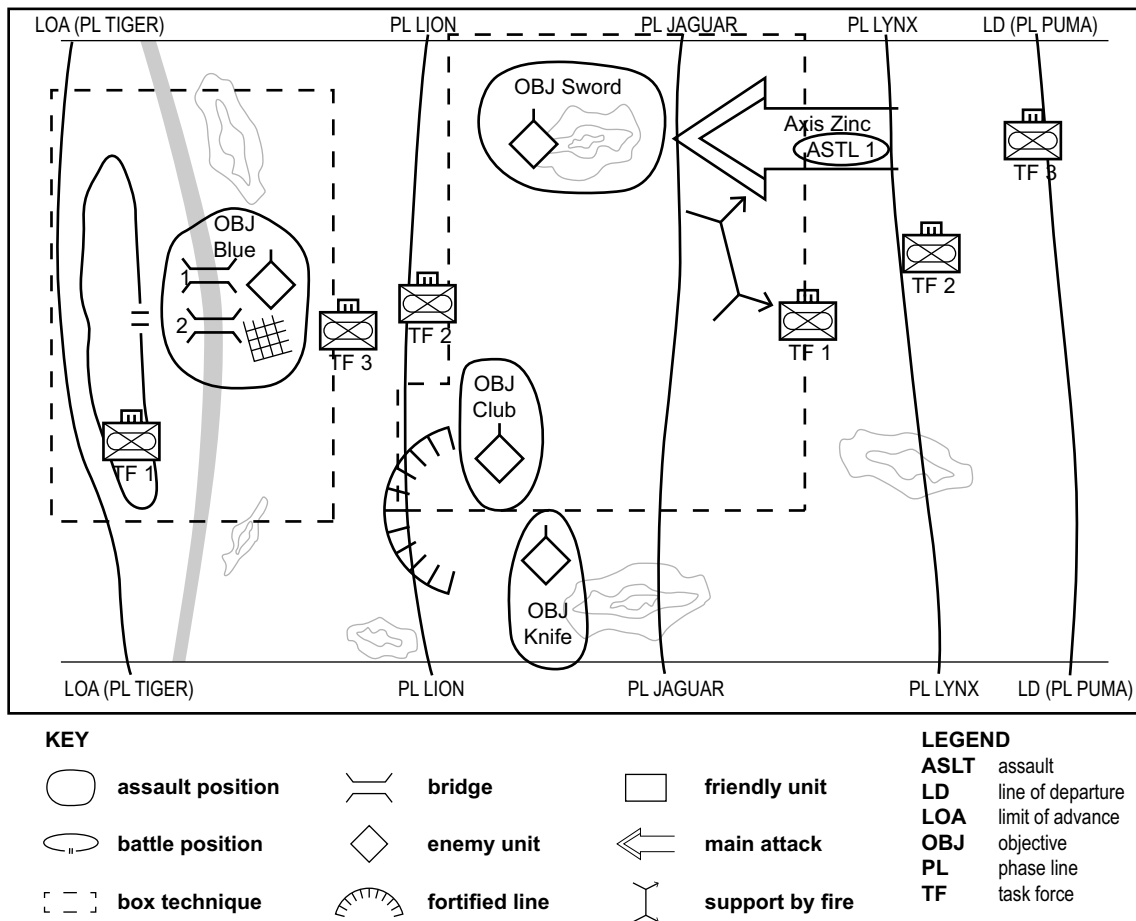 LOA (PL TIGER)
PL LION
PL JAGUAR
PL LYNX
LD (PL PUMA)
OBJ Sword
Axis Zinc
ASTL 1
TF 3
OBJ
Blue
1
2
TF 2
TF 3
TF 2
TF 1
OBJ
Club
TF 1
OBJ
Knife
LOA (PL TIGER)
PL LION
PL JAGUAR
PL LYNX
LD (PL PUMA)
KEY
assault position
bridge
friendly unit
battle position
enemy unit
main attack
box technique
fortified line
support by fire
LEGEND
ASLT assault
LD line of departure
LOA limit of advance
OBJ objective
PL phase line
TF task force